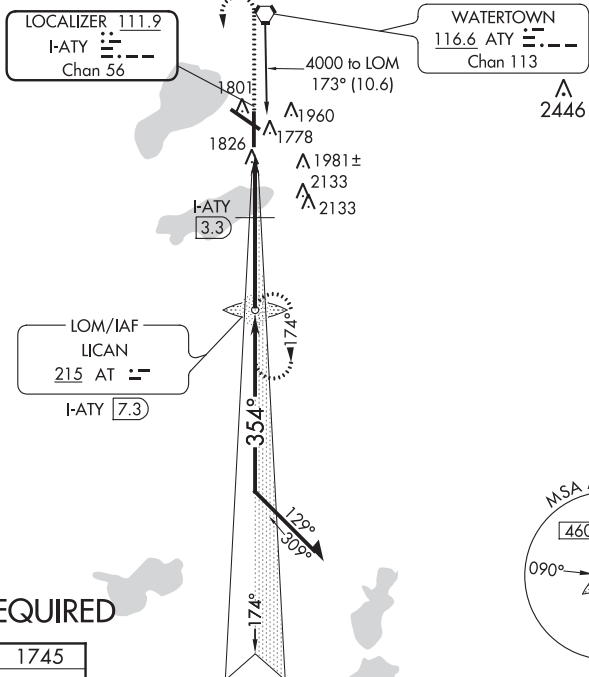 LOCALIZER 111.9
I-ATY
Chan 56
WATERTOWN
116.6 ATY
Chan 113
4000 to LOM
173° (10.6)
2446
1801
1960
1778
1826
1981±
2133
2133
I-ATY
3.3
LOM/IAF
LICAN
215 AT
I-ATY 7.3
174°
354°
129°
309°
MSA
460
090°
174°
EQUIRED
1745